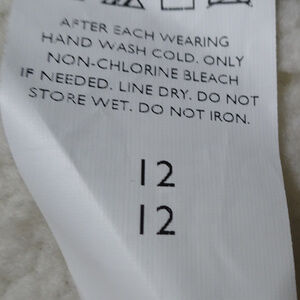 AFTER EACH WEARING
HAND WASH COLD. ONLY
NON-CHLORINE BLEACH
IF NEEDED. LINE DRY. DO NOT
STORE WET. DO NOT IRON.
12
12